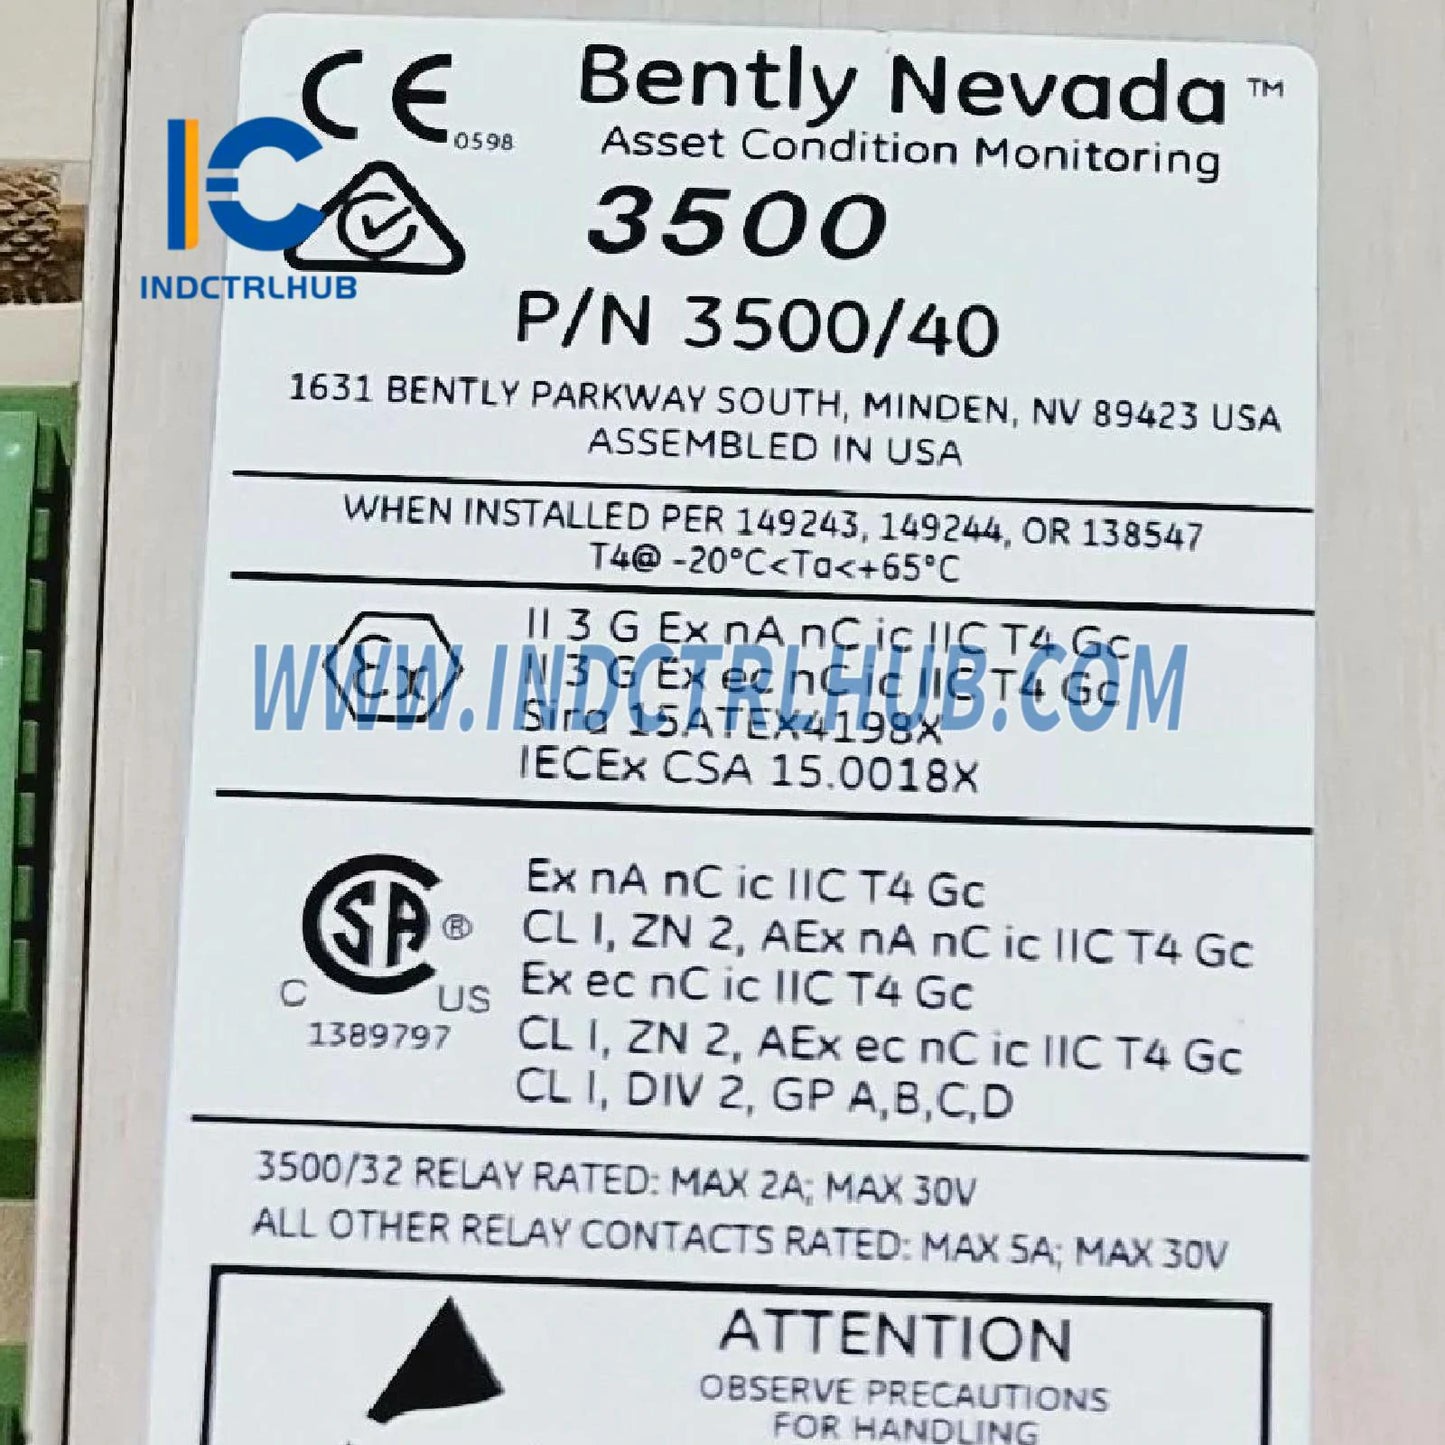 CE 0598
Bently Nevada™
Asset Condition Monitoring
3500
INDCTRLHUB
P/N 3500/40
1631 BENTLY PARKWAY SOUTH, MINDEN, NV 89423 USA
ASSEMBLED IN USA
WHEN INSTALLED PER 149243, 149244, OR 138547
T4@ -20°C<Ta<+65°C
Ex
II 3 G Ex nA nC ic IIC T4 Gc
II 3 G Ex ec nC ic IIC T4 Gc
WWW.INDCTRLHUB.COM
Sira 15ATEX4198X
IECEx CSA 15.0018X
SA®
C US
1389797
Ex nA nC ic IIC T4 Gc
CL I, ZN 2, AEx nA nC ic IIC T4 Gc
Ex ec nC ic IIC T4 Gc
CL I, ZN 2, AEx ec nC ic IIC T4 Gc
CL I, DIV 2, GP A,B,C,D
3500/32 RELAY RATED: MAX 2A; MAX 30V
ALL OTHER RELAY CONTACTS RATED: MAX 5A; MAX 30V
ATTENTION
OBSERVE PRECAUTIONS
FOR HANDLING